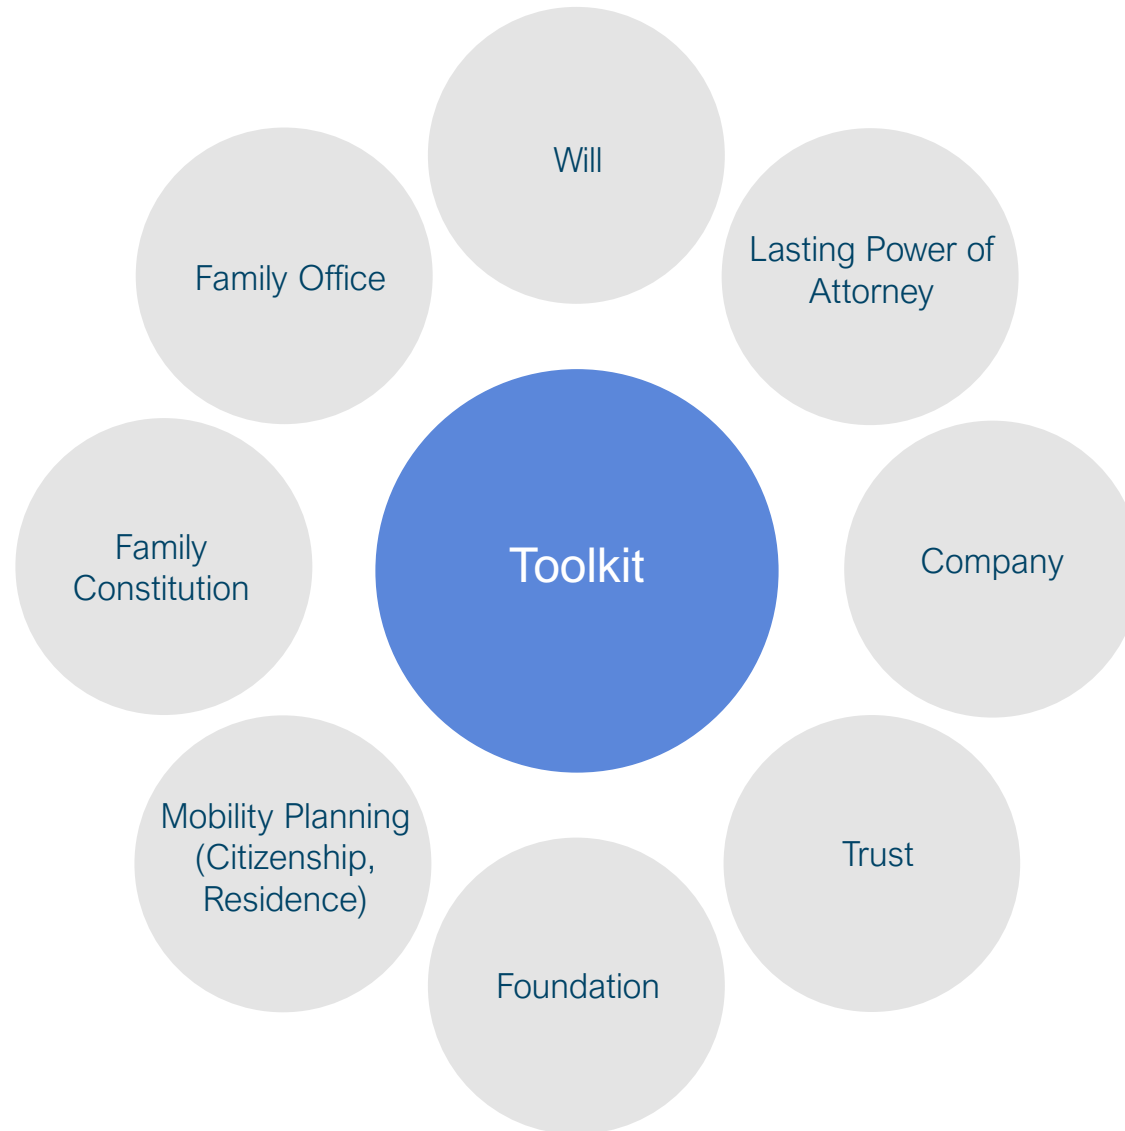 Will
Lasting Power of
Attorney
Company
Trust
Foundation
Mobility Planning
(Citizenship,
Residence)
Family
Constitution
Family Office
Toolkit